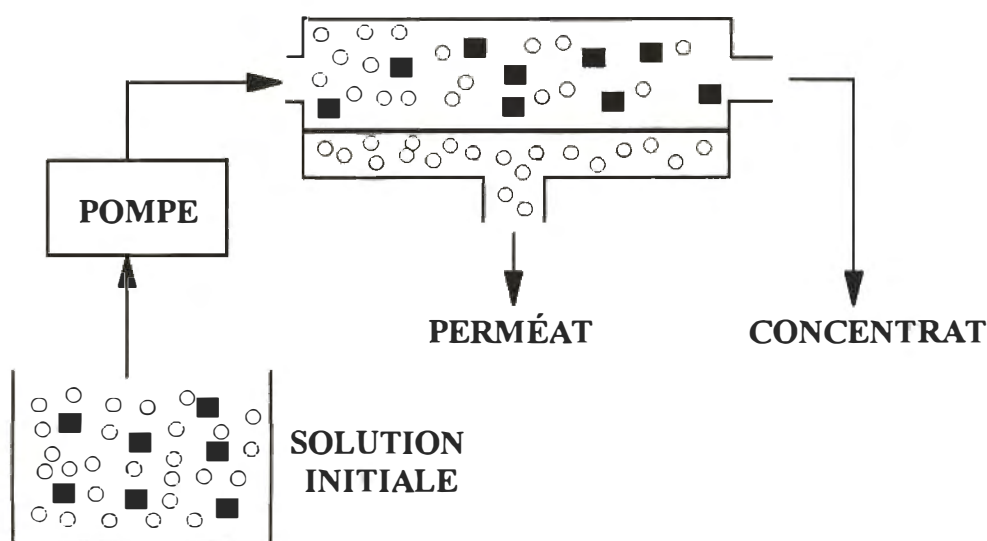 POMPE
PERMÉAT
CONCENTRAT
SOLUTION
INITIALE